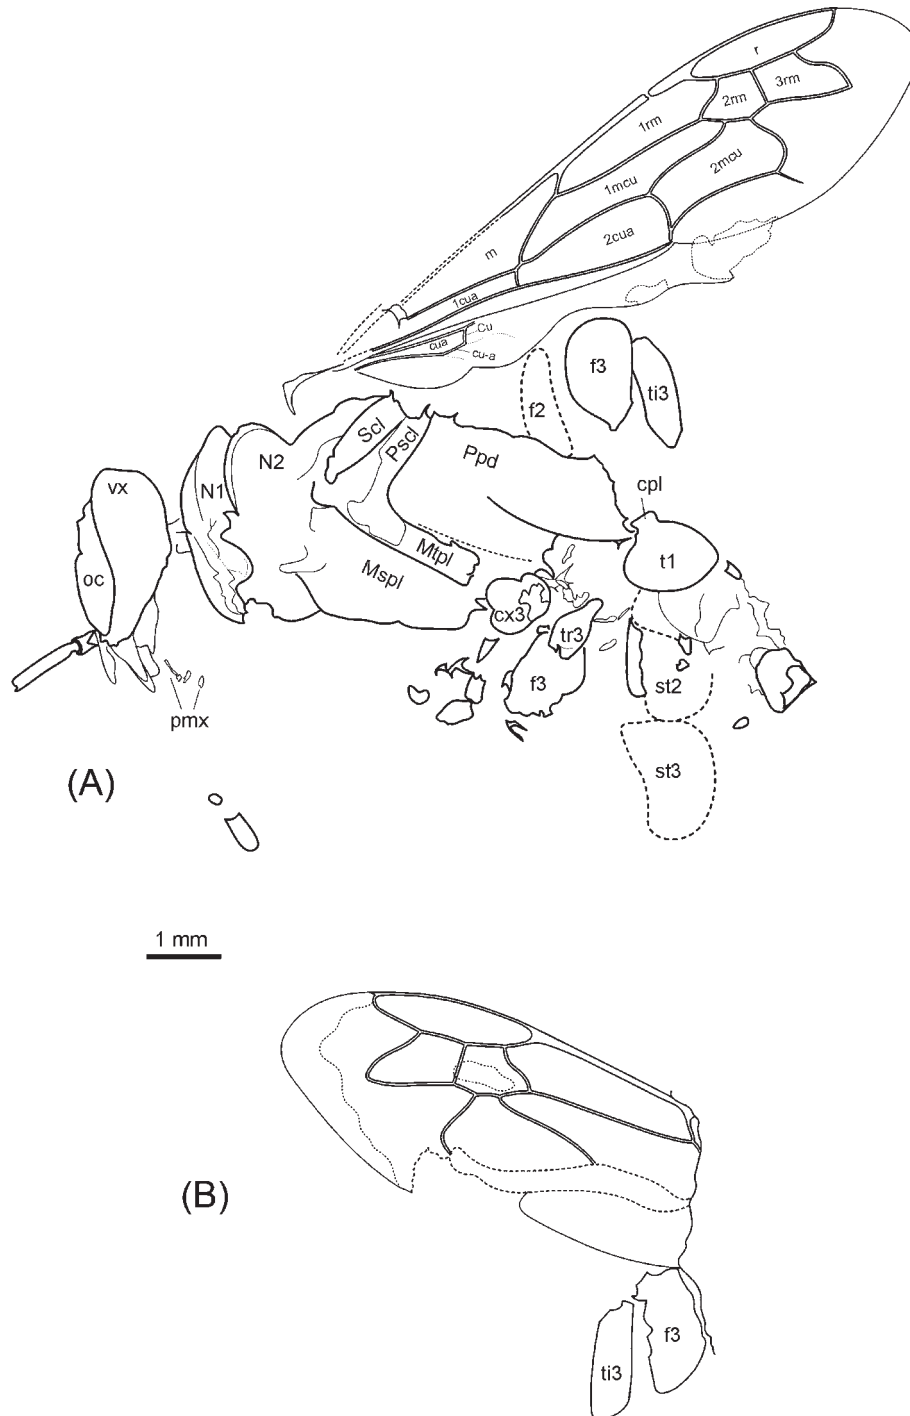 r
3rm
2rm
1rm
2mcu
1mcu
2cua
m
1cua
Cu
cua
cu-a
f3
ti3
f2
Scl
Pscl
Ppd
N2
N1
vx
cpl
t1
Mtpl
Mspl
oc
cx3
tr3
f3
st2
pmx
st3
(A)
1 mm
(B)
f3
ti3